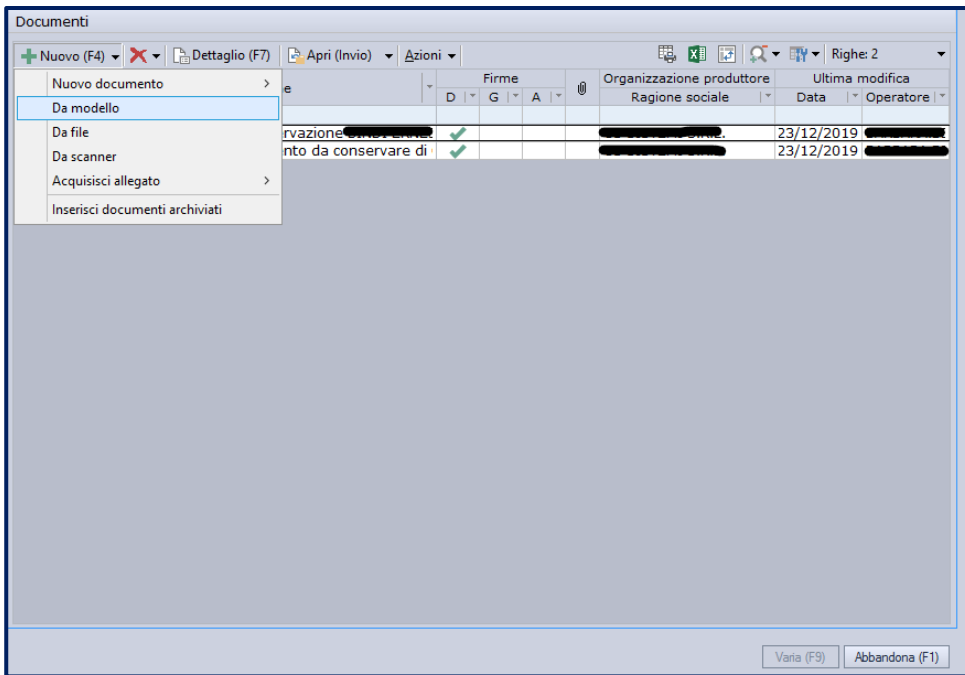 Documenti
Nuovo (F4) Dettaglio (F7) Apri (Invio) Azioni Righe: 2
Nuovo documento
Da modello
Da file
Da scanner
Acquisisci allegato
Inserisci documenti archiviati
Firme Organizzazione produttore Ultima modifica
D G A Ragione sociale Data Operatore
23/12/2019
nto da conservare di 23/12/2019
Varia (F9) Abbandona (F1)